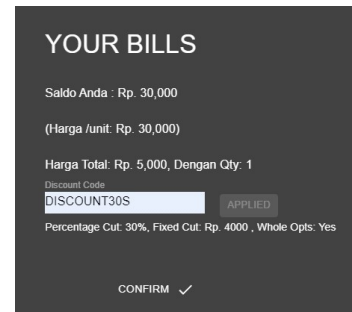 YOUR BILLS
Saldo Anda : Rp. 30,000
(Harga /unit: Rp. 30,000)
Harga Total: Rp. 5,000, Dengan Qty: 1
Discount Code
DISCOUNT30S
APPLIED
Percentage Cut: 30%, Fixed Cut: Rp. 4000 , Whole Opts: Yes
CONFIRM ✓